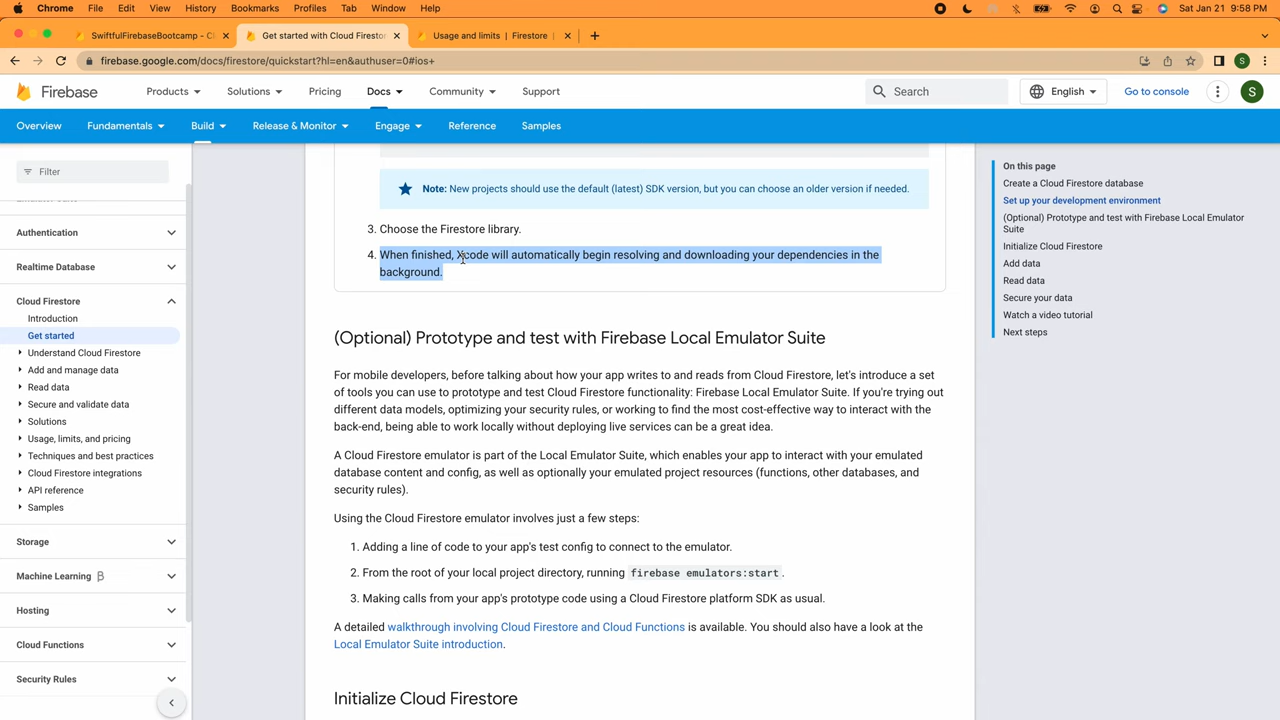 Chrome File Edit View History Bookmarks Profiles Tab Window Help Sat Jan 21 9:58 PM
SwiftfulFirebaseBootcamp - Cl Get started with Cloud Firestor Usage and limits | Firestore
firebase.google.com/docs/firestore/quickstart?hl=en&authuser=0#ios+ S
Firebase Products Solutions Pricing Docs Community Support Search English Go to console S
Overview Fundamentals Build Release & Monitor Engage Reference Samples
Filter
Authentication
Realtime Database
Cloud Firestore
Introduction
Get started
Understand Cloud Firestore
Add and manage data
Read data
Secure and validate data
Solutions
Usage, limits, and pricing
Techniques and best practices
Cloud Firestore integrations
API reference
Samples
Storage
Machine Learning β
Hosting
Cloud Functions
Security Rules
Note: New projects should use the default (latest) SDK version, but you can choose an older version if needed.
3. Choose the Firestore library.
4. When finished, Xcode will automatically begin resolving and downloading your dependencies in the
background.
(Optional) Prototype and test with Firebase Local Emulator Suite
For mobile developers, before talking about how your app writes to and reads from Cloud Firestore, let's introduce a set
of tools you can use to prototype and test Cloud Firestore functionality: Firebase Local Emulator Suite. If you're trying out
different data models, optimizing your security rules, or working to find the most cost-effective way to interact with the
back-end, being able to work locally without deploying live services can be a great idea.
A Cloud Firestore emulator is part of the Local Emulator Suite, which enables your app to interact with your emulated
database content and config, as well as optionally your emulated project resources (functions, other databases, and
security rules).
Using the Cloud Firestore emulator involves just a few steps:
1. Adding a line of code to your app's test config to connect to the emulator.
2. From the root of your local project directory, running firebase emulators:start.
3. Making calls from your app's prototype code using a Cloud Firestore platform SDK as usual.
A detailed walkthrough involving Cloud Firestore and Cloud Functions is available. You should also have a look at the
Local Emulator Suite introduction.
Initialize Cloud Firestore
On this page
Create a Cloud Firestore database
Set up your development environment
(Optional) Prototype and test with Firebase Local Emulator
Suite
Initialize Cloud Firestore
Add data
Read data
Secure your data
Watch a video tutorial
Next steps